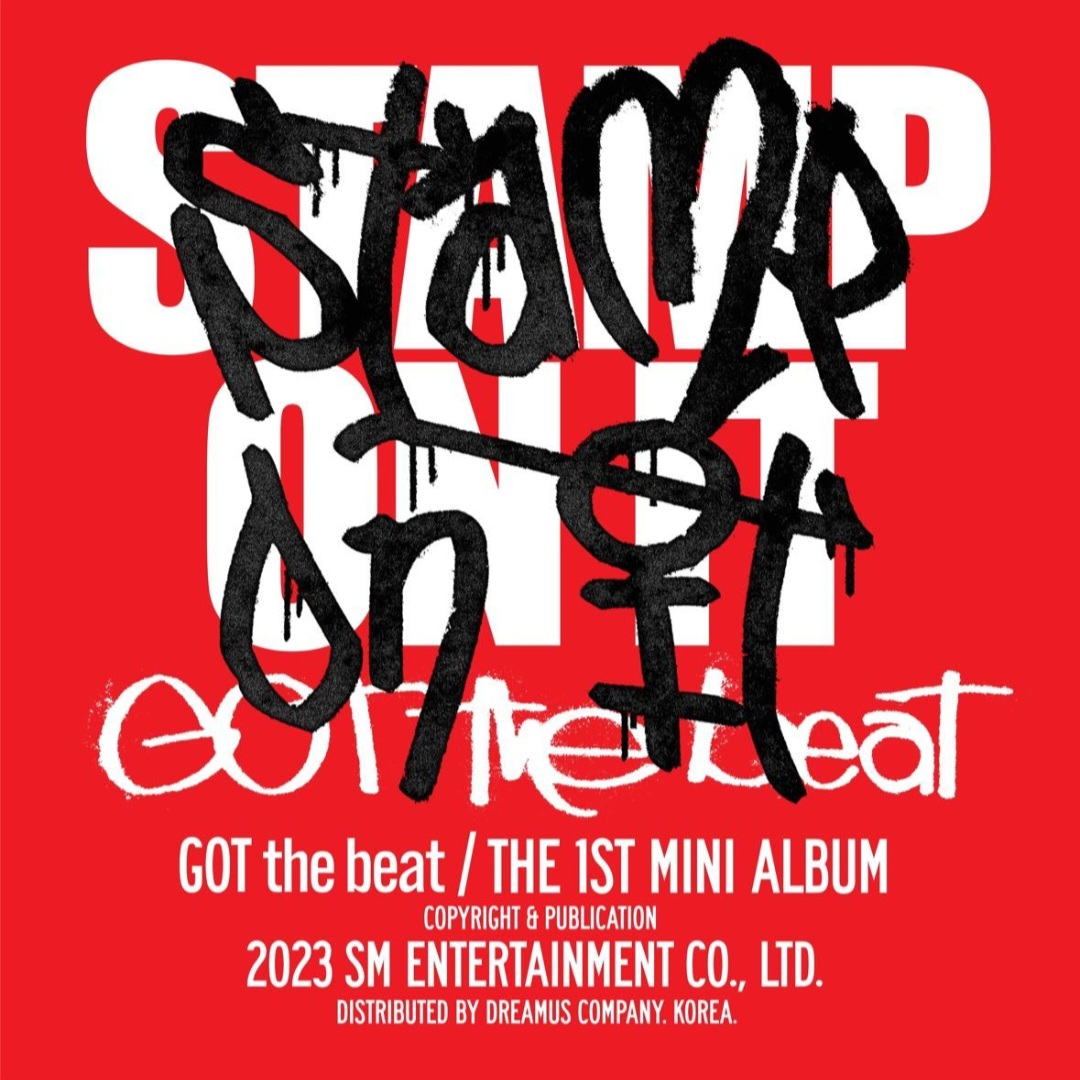 STAMP
ON IT
Stamp
on It
GOT the beat
GOT the beat / THE 1ST MINI ALBUM
COPYRIGHT & PUBLICATION
2023 SM ENTERTAINMENT CO., LTD.
DISTRIBUTED BY DREAMUS COMPANY. KOREA.